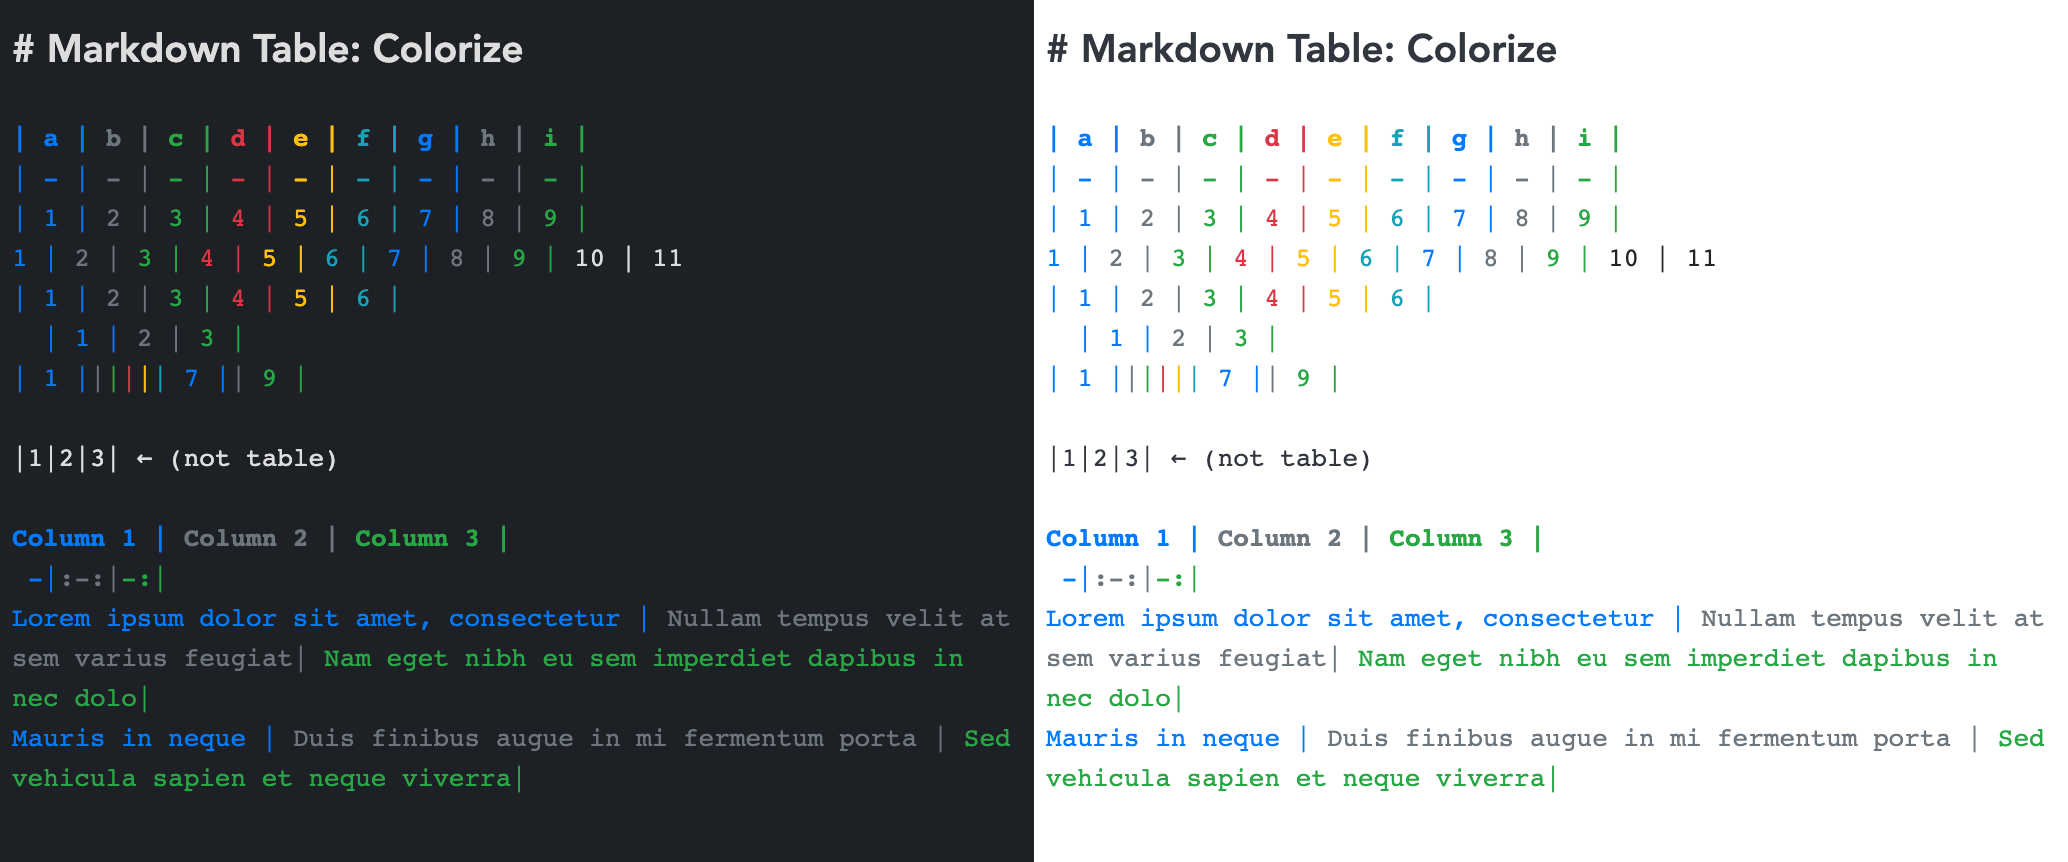 # Markdown Table: Colorize
| a | b | c | d | e | f | g | h | i |
| - | - | - | - | - | - | - | - | - |
| 1 | 2 | 3 | 4 | 5 | 6 | 7 | 8 | 9 |
1 | 2 | 3 | 4 | 5 | 6 | 7 | 8 | 9 | 10 | 11
| 1 | 2 | 3 | 4 | 5 | 6 |
| 1 | 2 | 3 |
| 1 |||||| 7 || 9 |
|1|2|3| ← (not table)
Column 1 | Column 2 | Column 3 |
-|:-:|-:|
Lorem ipsum dolor sit amet, consectetur | Nullam tempus velit at
sem varius feugiat| Nam eget nibh eu sem imperdiet dapibus in
nec dolo|
Mauris in neque | Duis finibus augue in mi fermentum porta | Sed
vehicula sapien et neque viverra|
# Markdown Table: Colorize
| a | b | c | d | e | f | g | h | i |
| - | - | - | - | - | - | - | - | - |
| 1 | 2 | 3 | 4 | 5 | 6 | 7 | 8 | 9 |
1 | 2 | 3 | 4 | 5 | 6 | 7 | 8 | 9 | 10 | 11
| 1 | 2 | 3 | 4 | 5 | 6 |
| 1 | 2 | 3 |
| 1 |||||| 7 || 9 |
|1|2|3| ← (not table)
Column 1 | Column 2 | Column 3 |
-|:-:|-:|
Lorem ipsum dolor sit amet, consectetur | Nullam tempus velit at
sem varius feugiat| Nam eget nibh eu sem imperdiet dapibus in
nec dolo|
Mauris in neque | Duis finibus augue in mi fermentum porta | Sed
vehicula sapien et neque viverra|